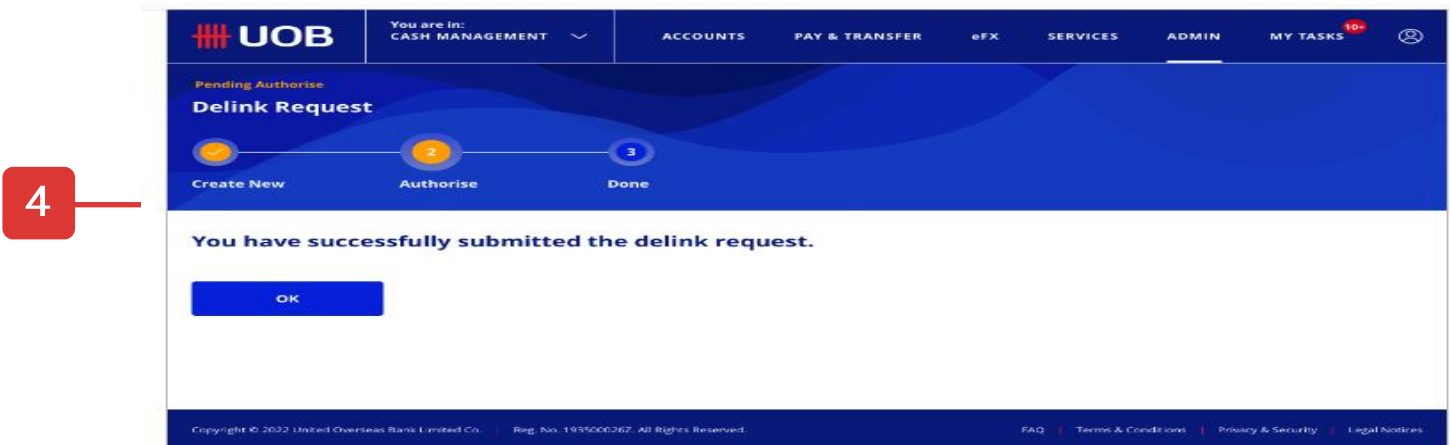 UOB
You are in:
CASH MANAGEMENT
ACCOUNTS
PAY & TRANSFER
eFX
SERVICES
ADMIN
MY TASKS
10+
Pending Authorise
Delink Request
2
3
Create New
Authorise
Done
4
You have successfully submitted the delink request.
OK
Copyright © 2022 United Overseas Bank Limited Co. | Reg. No. 193500026Z. All Rights Reserved.
FAQ | Terms & Conditions | Privacy & Security | Legal Notices